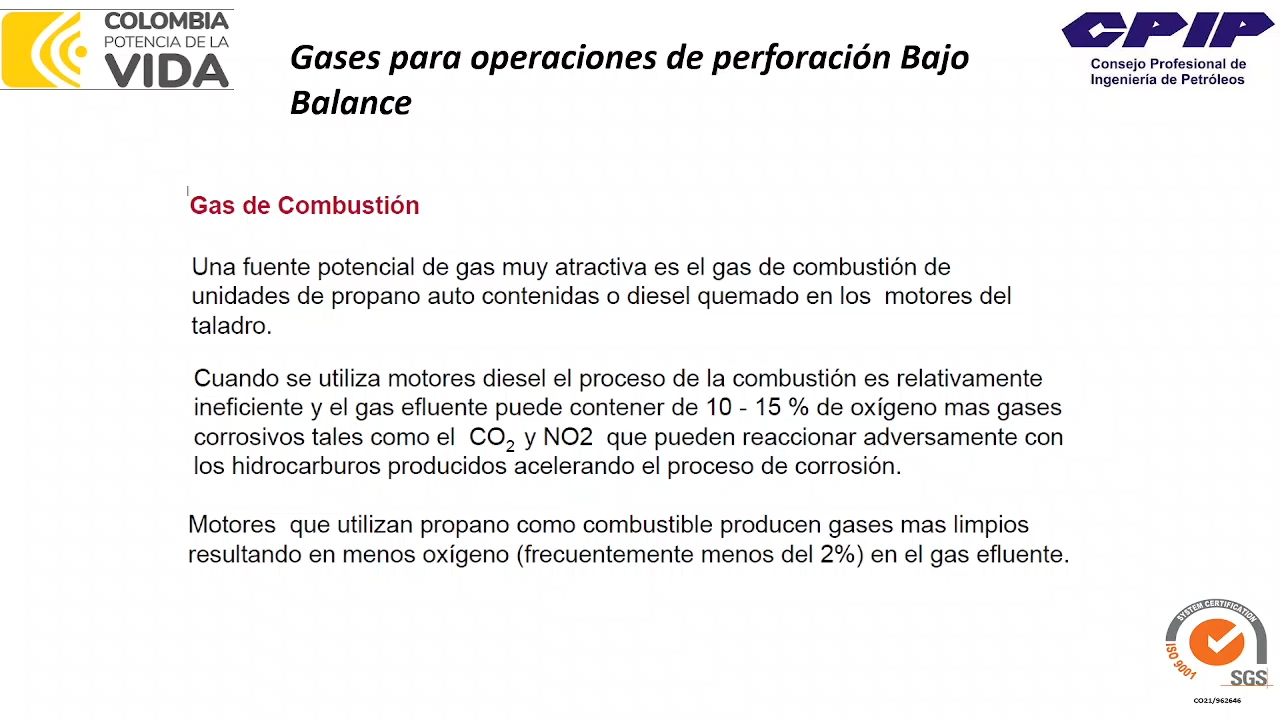 COLOMBIA
POTENCIA DE LA
VIDA
Gases para operaciones de perforación Bajo
Balance
CPIP
Consejo Profesional de
Ingeniería de Petróleos
Gas de Combustión
Una fuente potencial de gas muy atractiva es el gas de combustión de
unidades de propano auto contenidas o diesel quemado en los motores del
taladro.
Cuando se utiliza motores diesel el proceso de la combustión es relativamente
ineficiente y el gas efluente puede contener de 10 - 15 % de oxígeno mas gases
corrosivos tales como el CO₂ y NO2 que pueden reaccionar adversamente con
los hidrocarburos producidos acelerando el proceso de corrosión.
Motores que utilizan propano como combustible producen gases mas limpios
resultando en menos oxígeno (frecuentemente menos del 2%) en el gas efluente.
SYSTEM CERTIFICATION
ISO 9001
SGS
CO21/962646